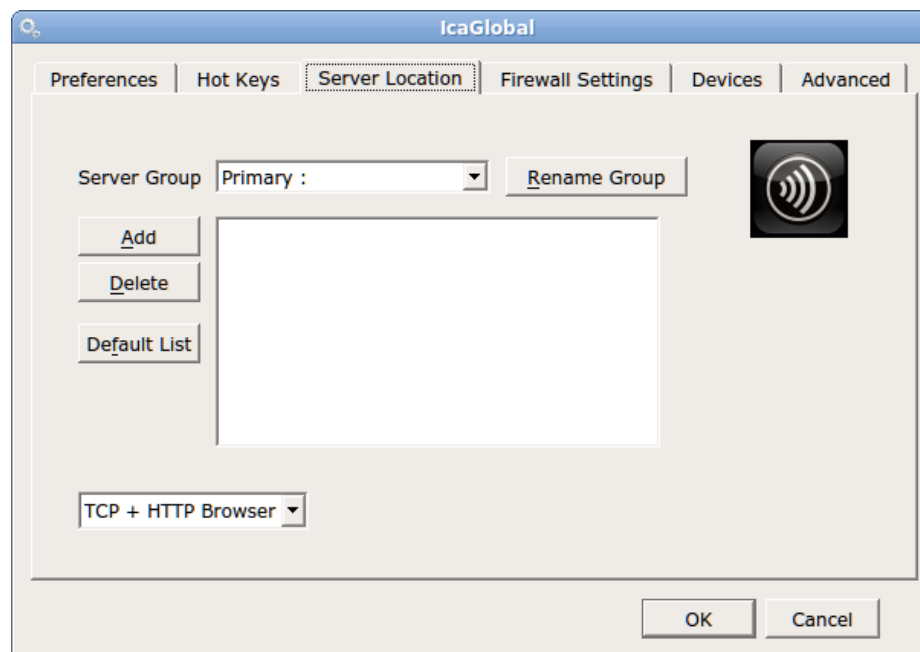 IcaGlobal
Preferences Hot Keys Server Location Firewall Settings Devices Advanced
Server Group Primary : Rename Group
Add
Delete
Default List
TCP + HTTP Browser
OK Cancel